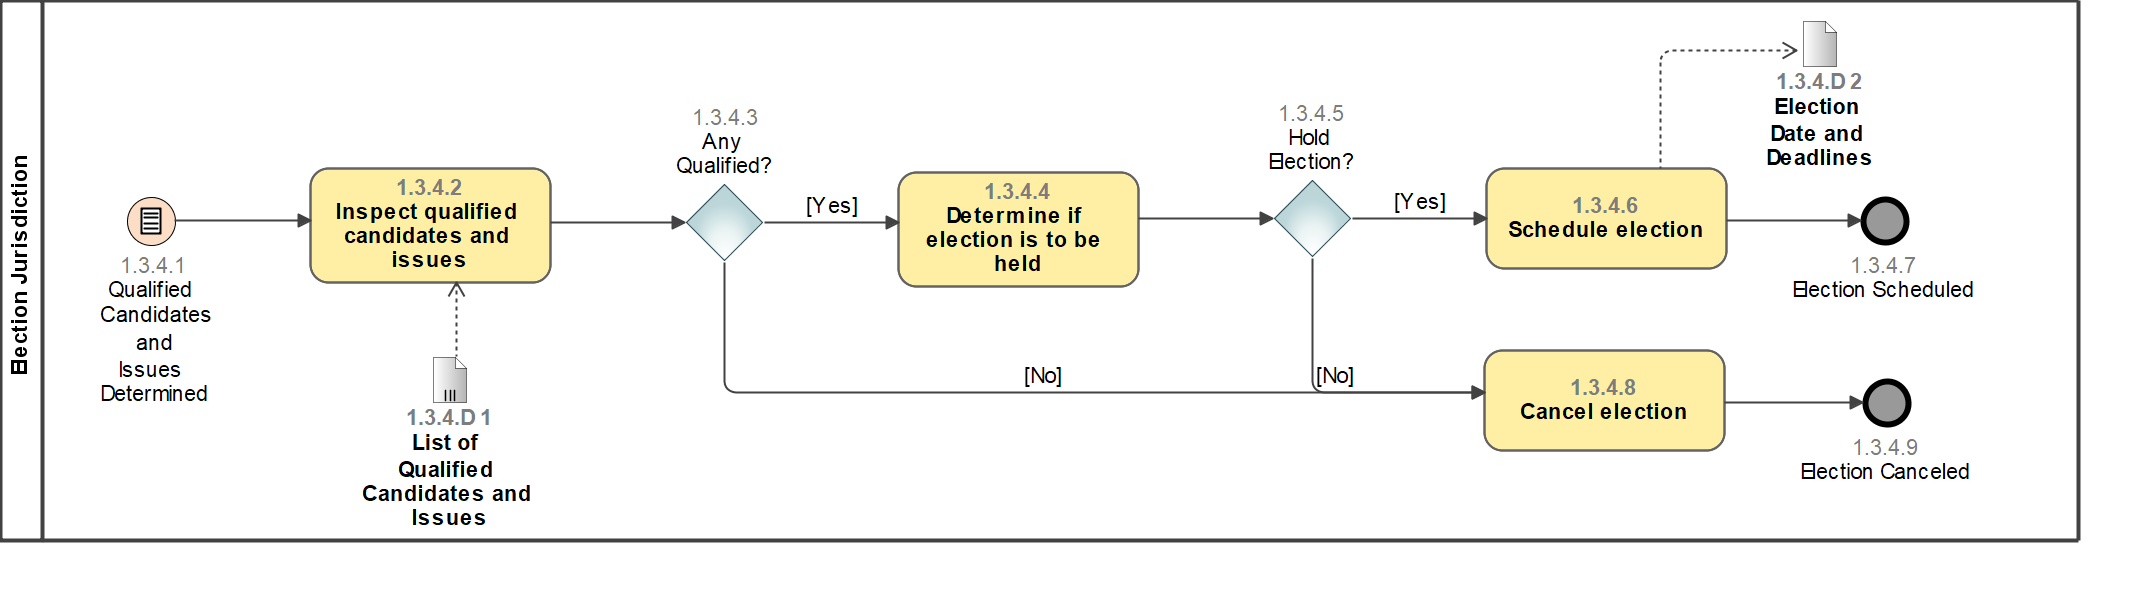 Election Jurisdiction
1.3.4.1
Qualified
Candidates
and
Issues
Determined
1.3.4.2
Inspect qualified
candidates and
issues
1.3.4.D1
List of
Qualified
Candidates and
Issues
1.3.4.3
Any
Qualified?
[Yes]
[No]
1.3.4.4
Determine if
election is to be
held
1.3.4.5
Hold
Election?
[Yes]
[No]
1.3.4.6
Schedule election
1.3.4.D2
Election
Date and
Deadlines
1.3.4.7
Election Scheduled
1.3.4.8
Cancel election
1.3.4.9
Election Canceled